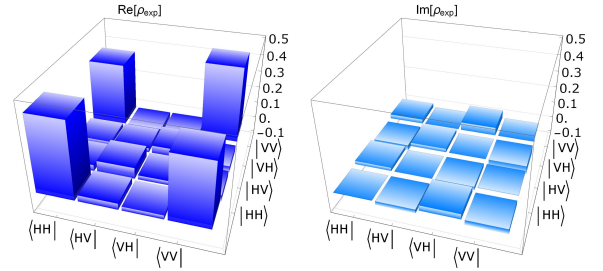 Re[ρexp]
0.5
0.4
0.3
0.2
0.1
0.
-0.1
|VV⟩
|VH⟩
|HV⟩
|HH⟩
⟨HH|
⟨HV|
⟨VH|
⟨VV|
Im[ρexp]
0.5
0.4
0.3
0.2
0.1
0.
-0.1
|VV⟩
|VH⟩
|HV⟩
|HH⟩
⟨HH|
⟨HV|
⟨VH|
⟨VV|